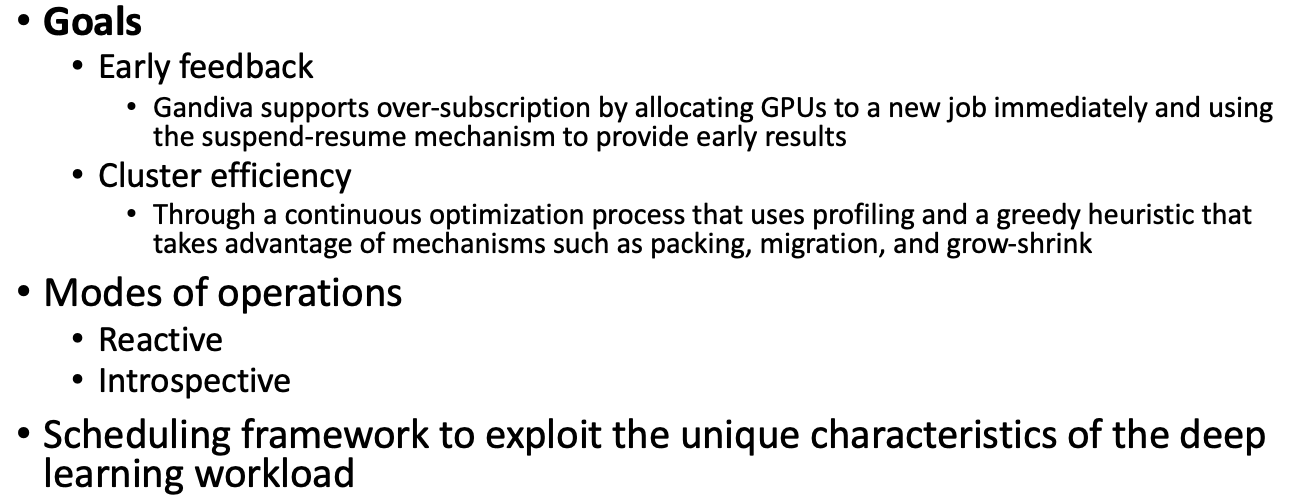 • Goals
• Early feedback
• Gandiva supports over-subscription by allocating GPUs to a new job immediately and using
the suspend-resume mechanism to provide early results
• Cluster efficiency
• Through a continuous optimization process that uses profiling and a greedy heuristic that
takes advantage of mechanisms such as packing, migration, and grow-shrink
• Modes of operations
• Reactive
• Introspective
• Scheduling framework to exploit the unique characteristics of the deep
learning workload